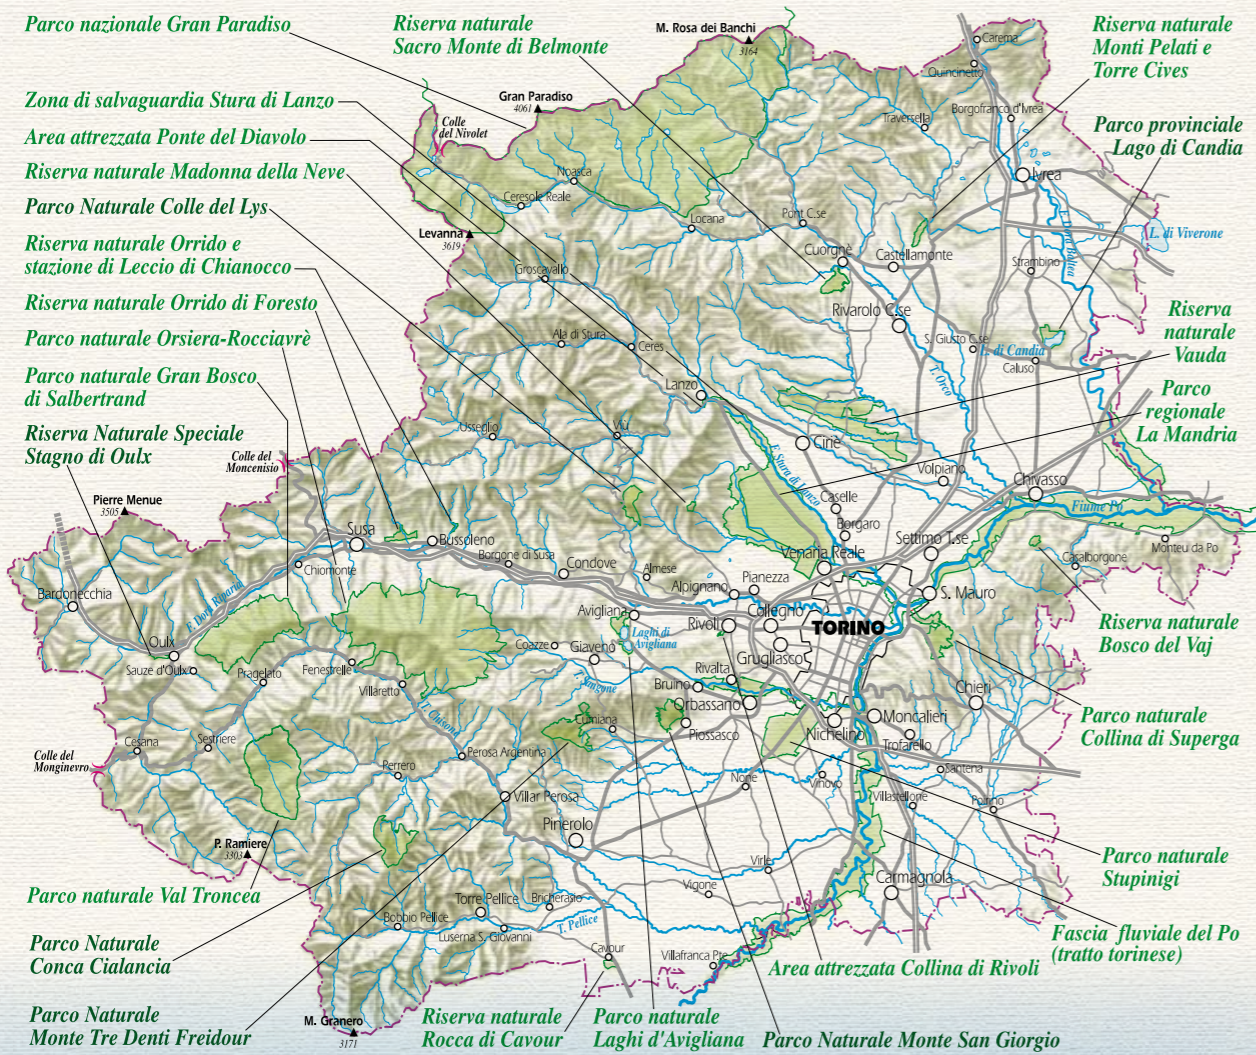 Parco nazionale Gran Paradiso
Riserva naturale
Sacro Monte di Belmonte
M. Rosa dei Banchi
3164
Riserva naturale
Monti Pelati e
Torre Cives
Carema
Quincinetto
Zona di salvaguardia Stura di Lanzo
Gran Paradiso
4061
Colle
del Nivolet
Borgofranco d'Ivrea
Traversella
Parco provinciale
Lago di Candia
Area attrezzata Ponte del Diavolo
Riserva naturale Madonna della Neve
Noasca
Ceresole Reale
Ivrea
Parco Naturale Colle del Lys
Levanna
3619
Locana
Pont C.se
F. Dora Baltea
L. di Viverone
Riserva naturale Orrido e
stazione di Leccio di Chianocco
Groscavallo
Cuorgnè
Castellamonte
Strambino
Riserva naturale Orrido di Foresto
Rivarolo C.se
Riserva
naturale
Vauda
Parco naturale Orsiera-Rocciavrè
Ala di Stura
Ceres
S. Giusto C.se
L. di Candia
Caluso
Parco naturale Gran Bosco
di Salbertrand
Lanzo
T. Orco
Parco
regionale
La Mandria
Riserva Naturale Speciale
Stagno di Oulx
Usseglio
Viù
Ciriè
F. Stura di Lanzo
Colle del
Moncenisio
Volpiano
Chivasso
Pierre Menue
3505
Caselle
Borgaro
Fiume Po
Susa
Bussoleno
Borgone di Susa
Condove
Almese
Venaria Reale
Settimo T.se
Casalborgone
Monteu da Po
Chiomonte
Bardonecchia
F. Dora Riparia
Alpignano
Pianezza
S. Mauro
Avigliana
Rivoli
Collegno
TORINO
Riserva naturale
Bosco del Vaj
Oulx
Laghi di
Avigliana
Coazze
Giaveno
Grugliasco
Sauze d'Oulx
Pragelato
Fenestrelle
Villaretto
T. Sangone
Rivalta
Bruino
Orbassano
Chieri
T. Chisone
Cumiana
Piossasco
Nichelino
Moncalieri
Trofarello
Parco naturale
Collina di Superga
Cesana
Sestriere
Colle del
Monginevro
Perrero
Perosa Argentina
None
Vinovo
Santena
Villar Perosa
Villastellone
Poirino
Pinerolo
P. Ramiere
3303
Virle
Vigone
Carmagnola
Parco naturale
Stupinigi
Parco naturale Val Troncea
Torre Pellice
Bricherasio
Bobbio Pellice
Luserna S. Giovanni
T. Pellice
Fascia fluviale del Po
(tratto torinese)
Parco Naturale
Conca Cialancia
Cavour
Villafranca P.te
Area attrezzata Collina di Rivoli
Parco Naturale
Monte Tre Denti Freidour
M. Granero
3171
Riserva naturale
Rocca di Cavour
Parco naturale
Laghi d'Avigliana
Parco Naturale Monte San Giorgio